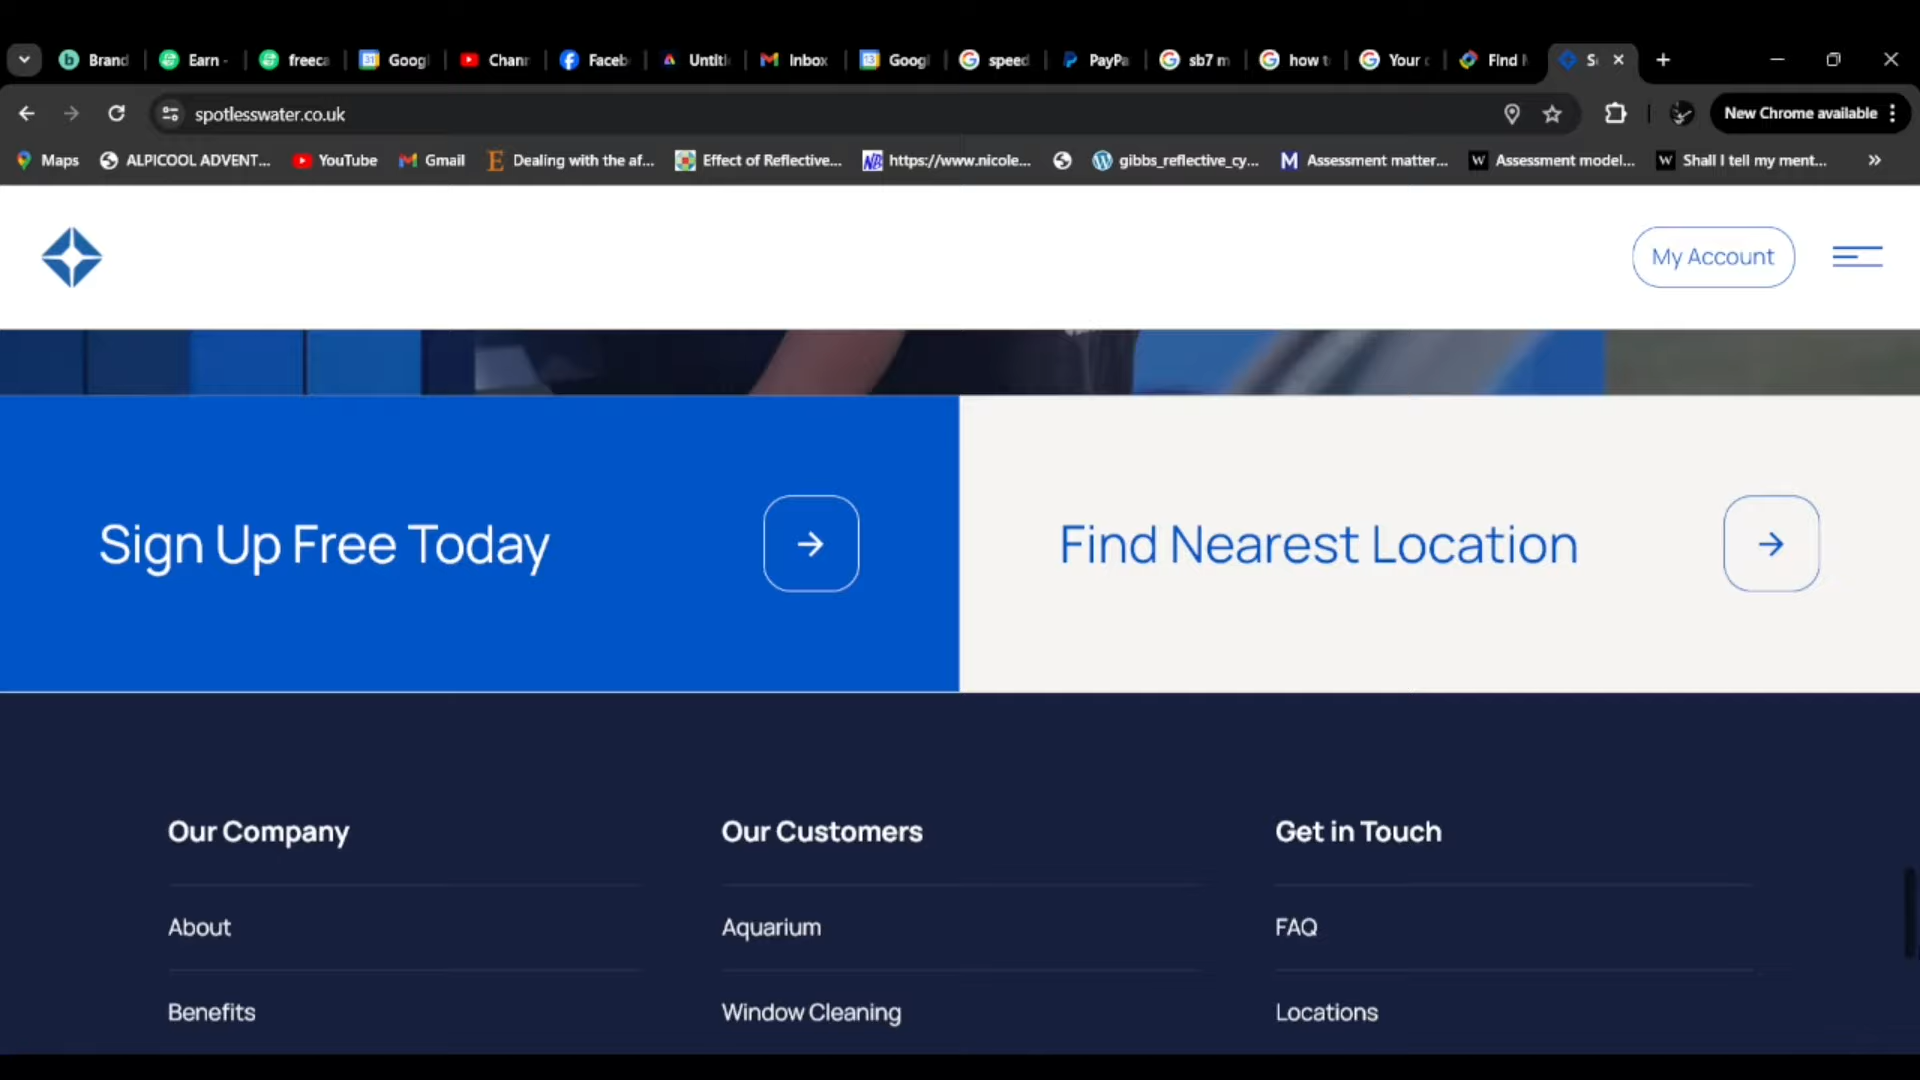 Brand
Earn -
freeca
Googl
Chann
Faceb
Untitl
Inbox
Googl
speed
PayPa
sb7 m
how t
Your c
Find N
S
spotlesswater.co.uk
New Chrome available
Maps
ALPICOOL ADVENT...
YouTube
Gmail
Dealing with the af...
Effect of Reflective...
https://www.nicole...
gibbs_reflective_cy...
Assessment matter...
Assessment model...
Shall I tell my ment...
My Account
Sign Up Free Today
Find Nearest Location
Our Company
Our Customers
Get in Touch
About
Aquarium
FAQ
Benefits
Window Cleaning
Locations